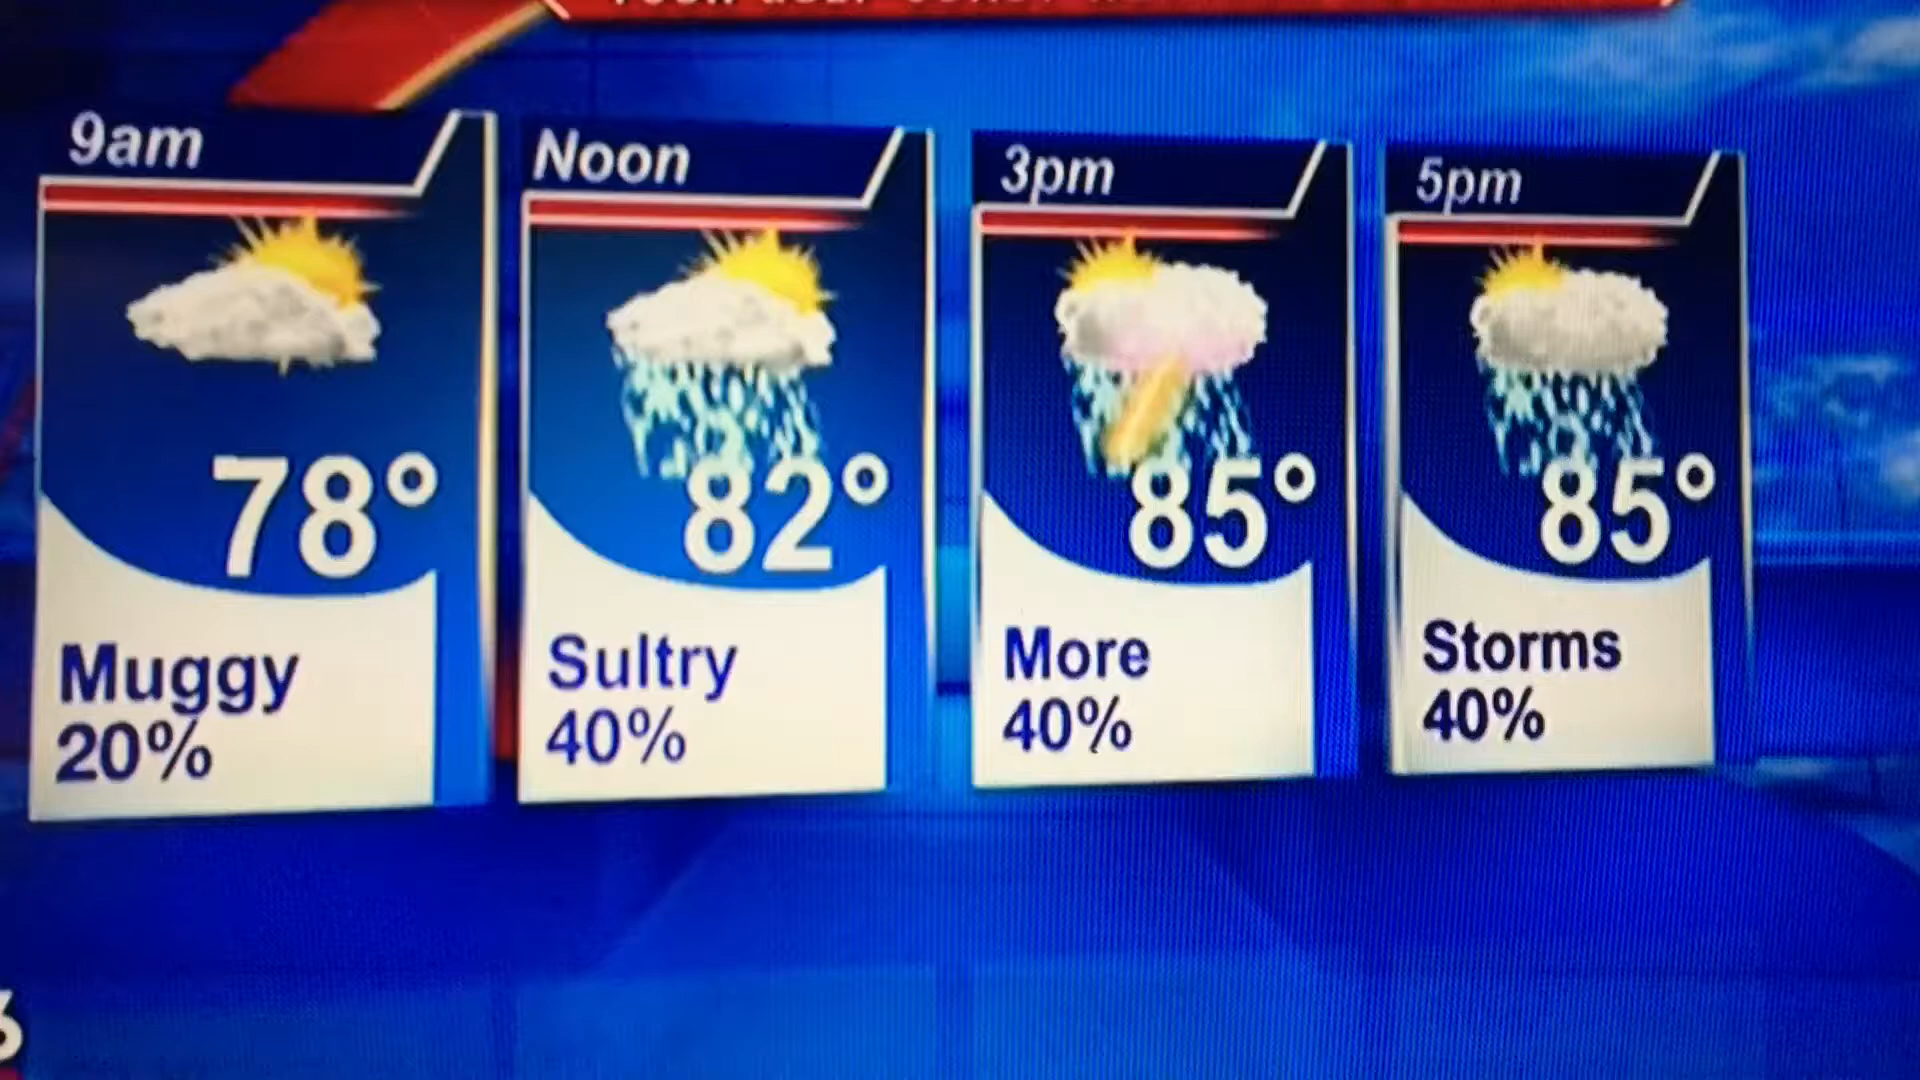 9am
78°
Muggy
20%
Noon
82°
Sultry
40%
3pm
85°
More
40%
5pm
85°
Storms
40%